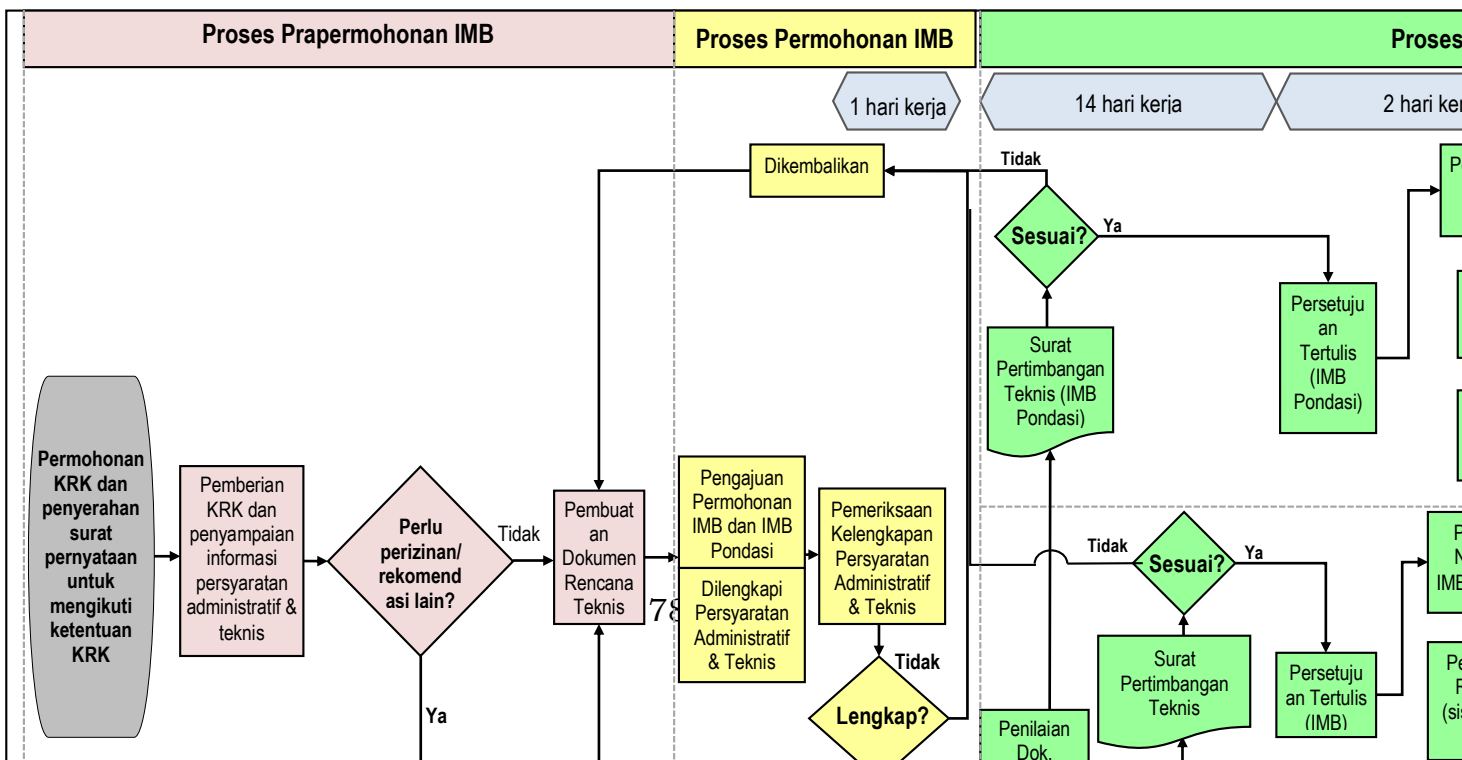 Proses Prapermohonan IMB
Proses Permohonan IMB
Proses
1 hari kerja
14 hari kerja
2 hari
Dikembalikan
Tidak
Sesuai?
Ya
Persetuju
an
Tertulis
(IMB
Pondasi)
Surat
Pertimbangan
Teknis (IMB
Pondasi)
Permohonan
KRK dan
penyerahan
surat
pernyataan
untuk
mengikuti
ketentuan
KRK
Pemberian
KRK dan
penyampaian
informasi
persyaratan
administratif &
teknis
Perlu
perizinan/
rekomend
asi lain?
Tidak
Ya
Pembuat
an
Dokumen
Rencana
Teknis
78
Pengajuan
Permohonan
IMB dan IMB
Pondasi
Dilengkapi
Persyaratan
Administratif
& Teknis
Pemeriksaan
Kelengkapan
Persyaratan
Administratif
& Teknis
Tidak
Lengkap?
Tidak
Sesuai?
Ya
Surat
Pertimbangan
Teknis
Persetuju
an Tertulis
(IMB)
Penilaian
Dok.
IMB